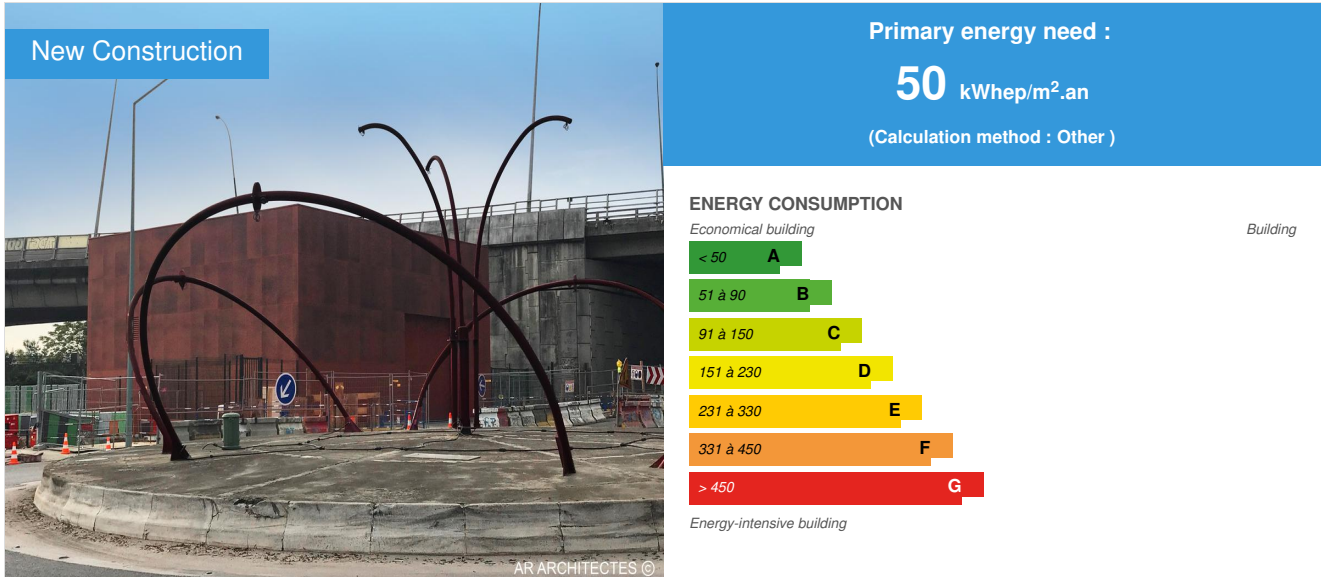 New Construction
AR ARCHITECTES ©
Primary energy need :
50 kWhep/m².an
(Calculation method : Other )
ENERGY CONSUMPTION
Economical building
Building
< 50 A
51 à 90 B
91 à 150 C
151 à 230 D
231 à 330 E
331 à 450 F
> 450 G
Energy-intensive building